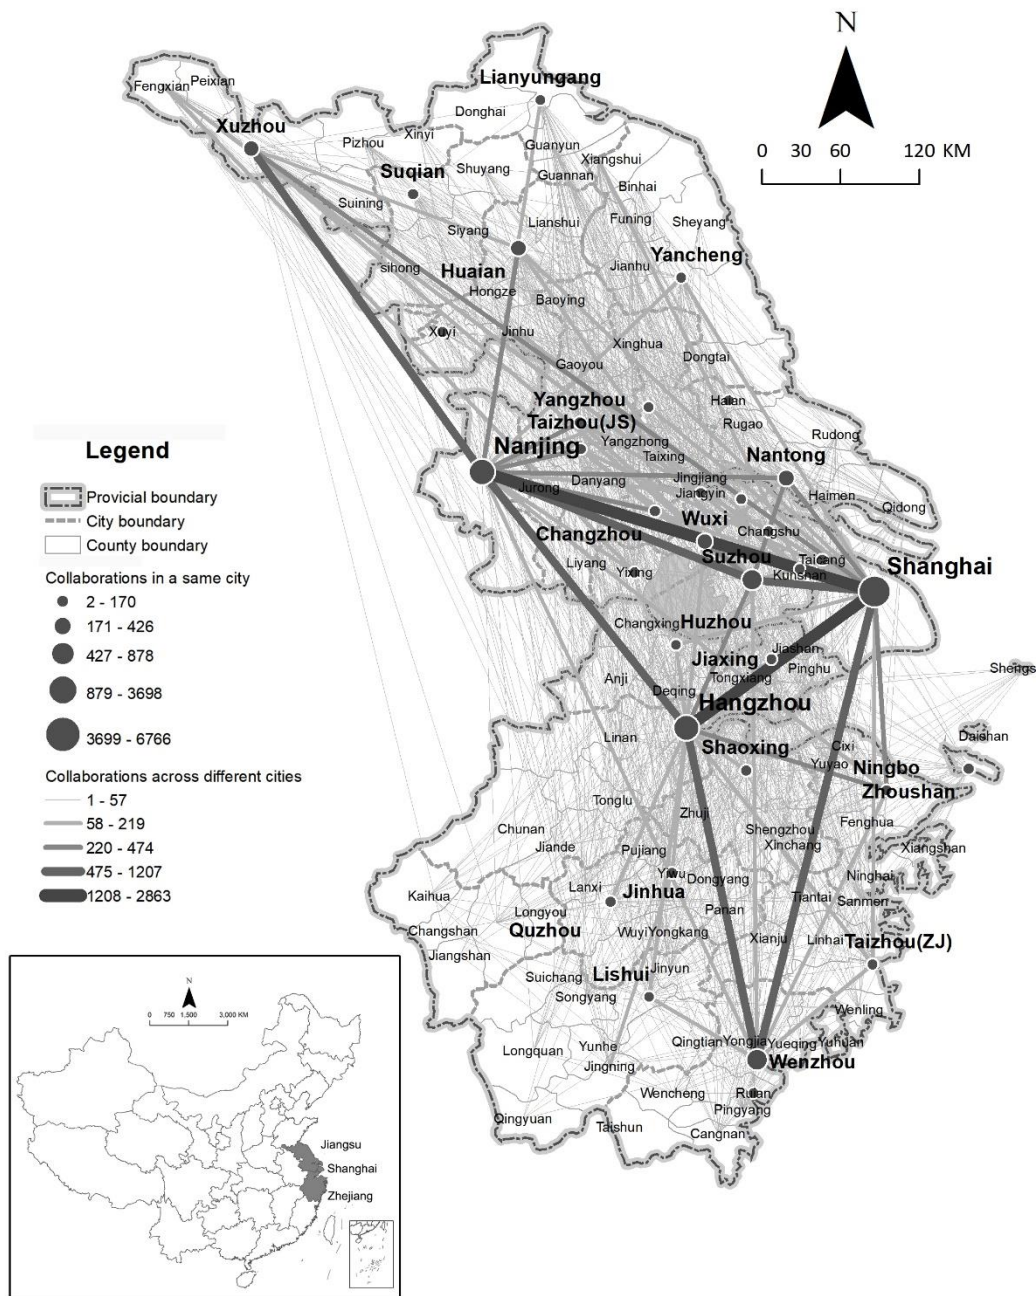 N
Lianyungang
Peixian
Fengxian
Donghai
Xuzhou
Xinyi
Pizhou
Guanyun
Xiangshui
0 30 60 120 KM
Suqian
Shuyang
Guannan
Binhai
Suining
Lianshui
Funing
Sheyang
Siyang
Yancheng
sihong
Huaian
Jianhu
Hongze
Baoying
Xuyi
Jinhu
Xinghua
Dongtai
Gaoyou
Yangzhou
Haian
Taizhou(JS)
Rugao
Rudong
Nanjing
Yangzhong
Taixing
Nantong
Jurong
Danyang
Jingjiang
Jiangyin
Haimen
Qidong
Changzhou
Wuxi
Changshu
Suzhou
Taicang
Shanghai
Liyang
Yixing
Kunshan
Changxing
Huzhou
Jiaxing
Jiashan
Pinghu
Anji
Deqing
Tongxiang
Shengs
Hangzhou
Linan
Shaoxing
Cixi
Daishan
Yuyao
Ningbo
Zhoushan
Tonglu
Zhuji
Fenghua
Chunan
Shengzhou
Jiande
Pujiang
Xinchang
Xiangshan
Yiwu
Dongyang
Ninghai
Lanxi
Jinhua
Kaihua
Tiantai
Sanmen
Longyou
Panan
Changshan
Quzhou
Wuyi
Yongkang
Xianju
Linhai
Taizhou(ZJ)
Jiangshan
Suichang
Lishui
Jinyun
Songyang
Wenling
Longquan
Yunhe
Qingtian
Yongjia
Yueqing
Yuhuan
Jingning
Wenzhou
Wencheng
Ruian
Qingyuan
Taishun
Pingyang
Cangnan
Legend
Provicial boundary
City boundary
County boundary
Collaborations in a same city
2 - 170
171 - 426
427 - 878
879 - 3698
3699 - 6766
Collaborations across different cities
1 - 57
58 - 219
220 - 474
475 - 1207
1208 - 2863
N
0 750 1,500 3,000 KM
Jiangsu
Shanghai
Zhejiang